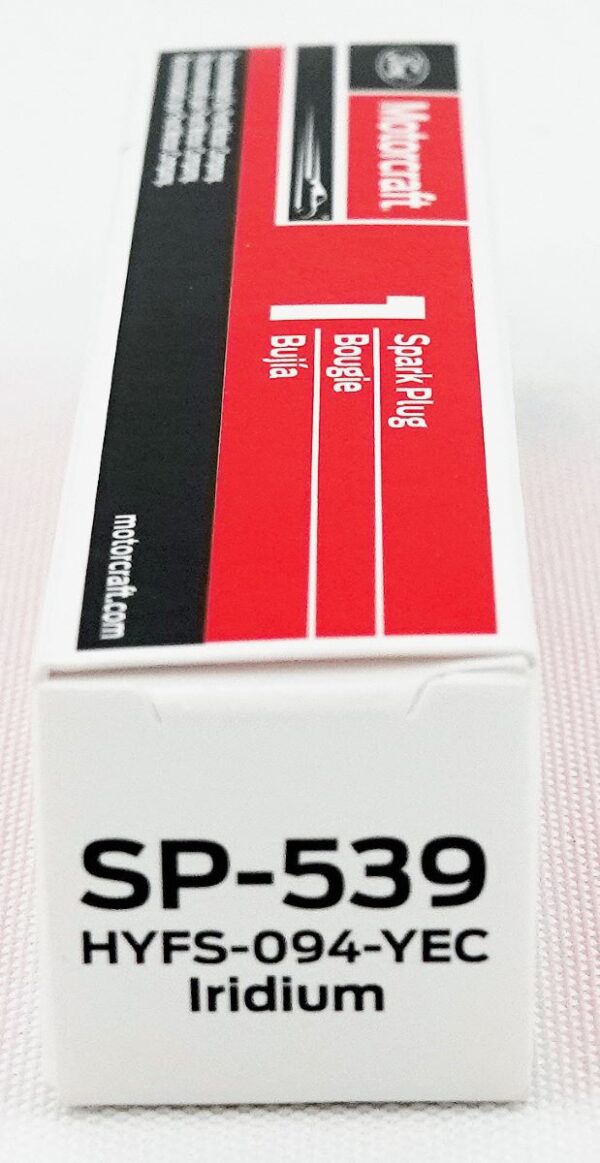 Motorcraft
1
Spark Plug
Bougie
Bujía
motorcraft.com
SP-539
HYFS-094-YEC
Iridium